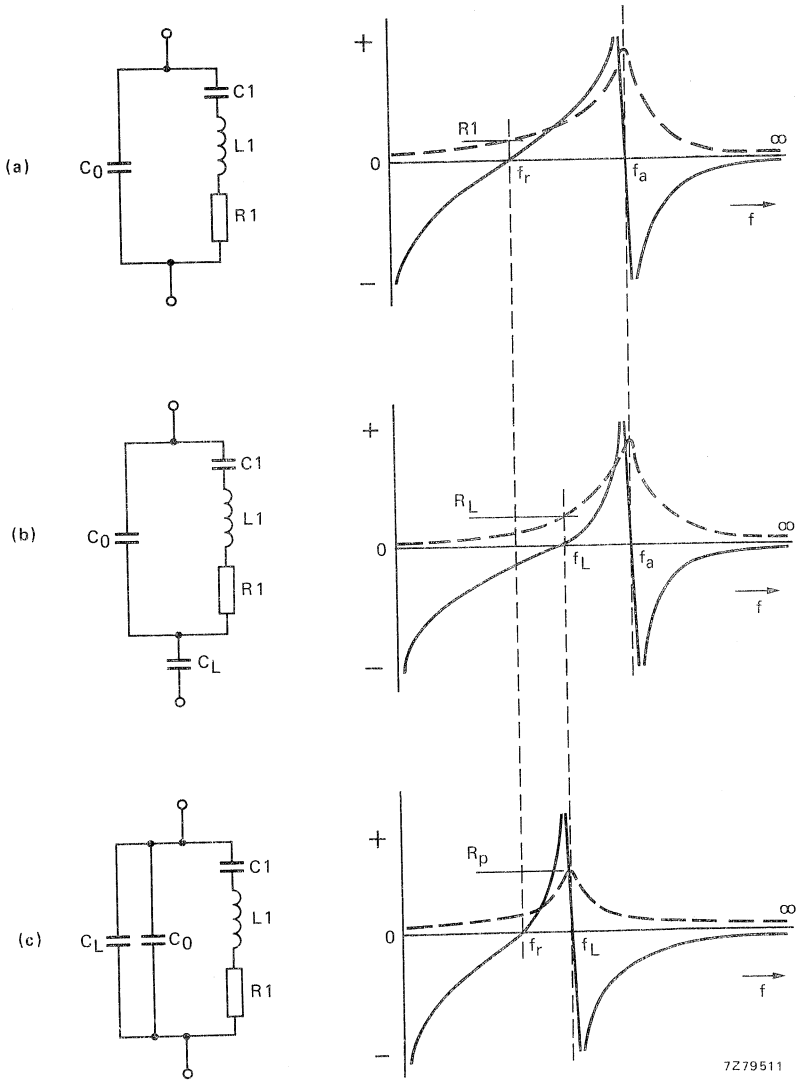 (a)
C0
C1
L1
R1
+
0
−
R1
fr
fa
∞
f
(b)
C0
C1
L1
R1
CL
+
0
−
RL
fL
fa
∞
f
(c)
CL
C0
C1
L1
R1
+
0
−
Rp
fr
fL
∞
f
7Z79511